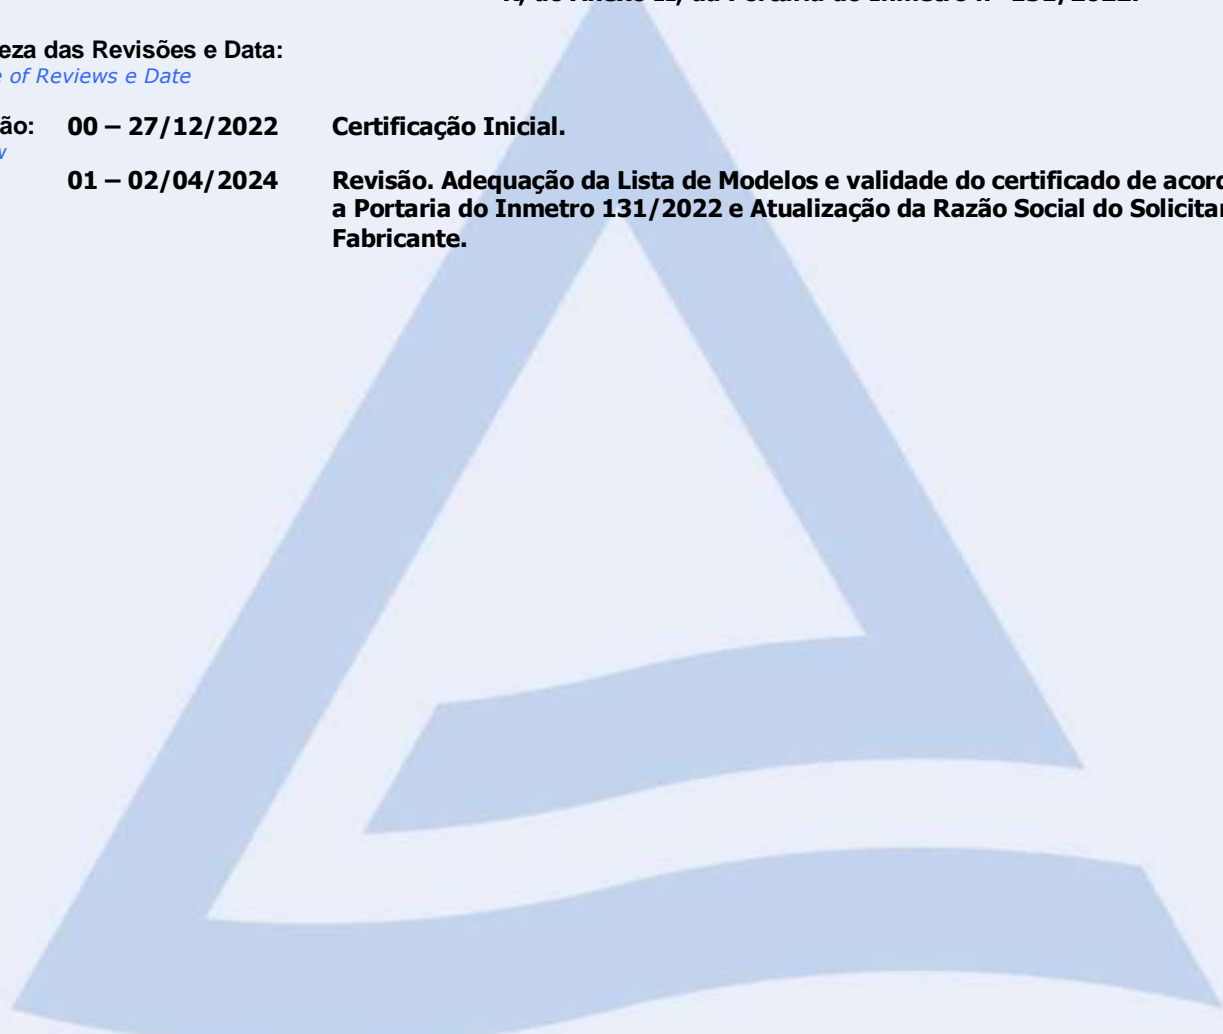 do Anexo II, da Portaria do Inmetro nº 131/2022.
eza das Revisões e Data:
e of Reviews e Date
ão: 00 – 27/12/2022 Certificação Inicial.
w
01 – 02/04/2024 Revisão. Adequação da Lista de Modelos e validade do certificado de acord
a Portaria do Inmetro 131/2022 e Atualização da Razão Social do Solicitan
Fabricante.